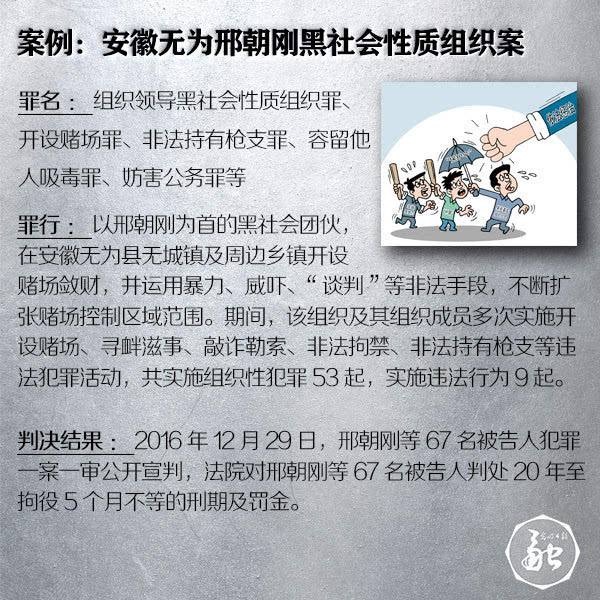 案例：安徽无为邢朝刚黑社会性质组织案
罪名： 组织领导黑社会性质组织罪、
开设赌场罪、非法持有枪支罪、容留他
人吸毒罪、妨害公务罪等
罪行： 以邢朝刚为首的黑社会团伙，
在安徽无为县无城镇及周边乡镇开设
赌场敛财，并运用暴力、威吓、“谈判”等非法手段，不断扩
张赌场控制区域范围。期间，该组织及其组织成员多次实施开
设赌场、寻衅滋事、敲诈勒索、非法拘禁、非法持有枪支等违
法犯罪活动，共实施组织性犯罪 53 起，实施违法行为 9 起。
判决结果： 2016 年 12 月 29 日，邢朝刚等 67 名被告人犯罪
一案一审公开宣判，法院对邢朝刚等 67 名被告人判处 20 年至
拘役 5 个月不等的刑期及罚金。
光明日报
融